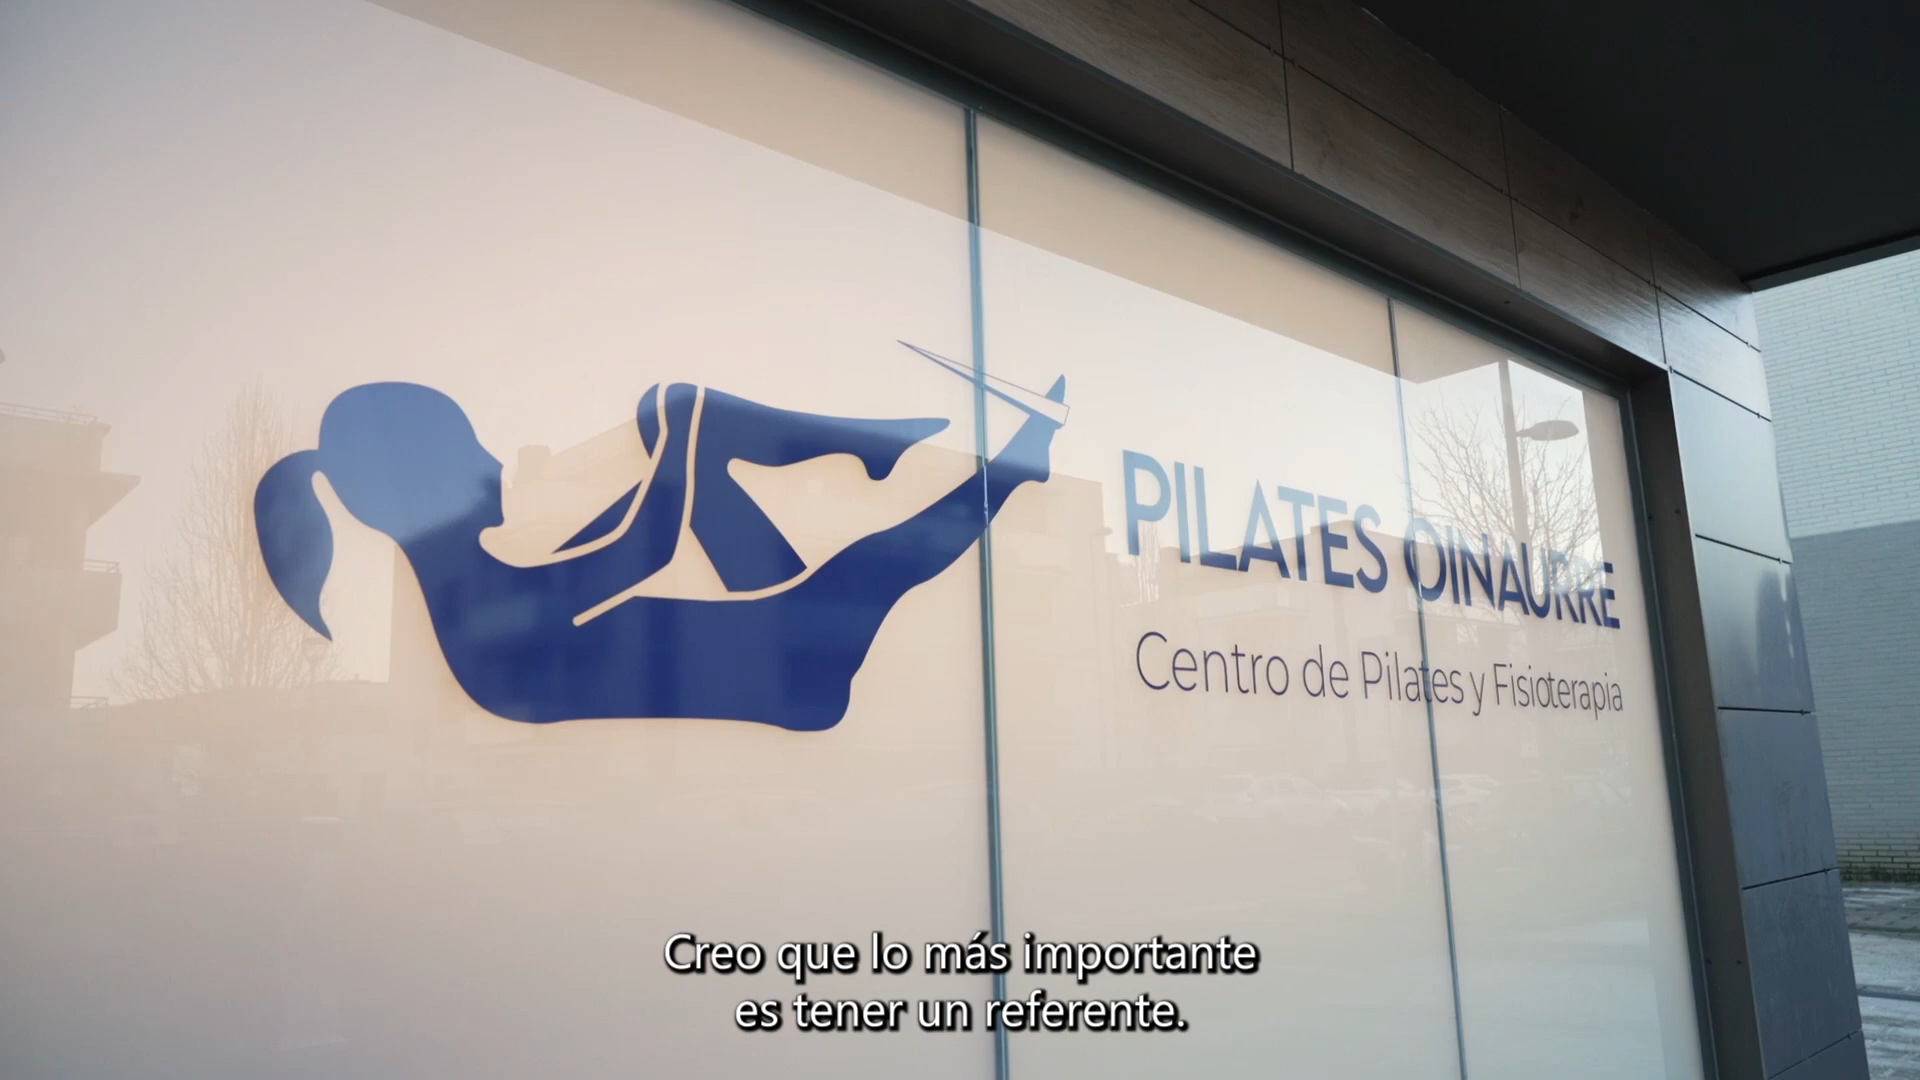 PILATES OINAURRE
Centro de Pilates y Fisioterapia
Creo que lo más importante
es tener un referente.